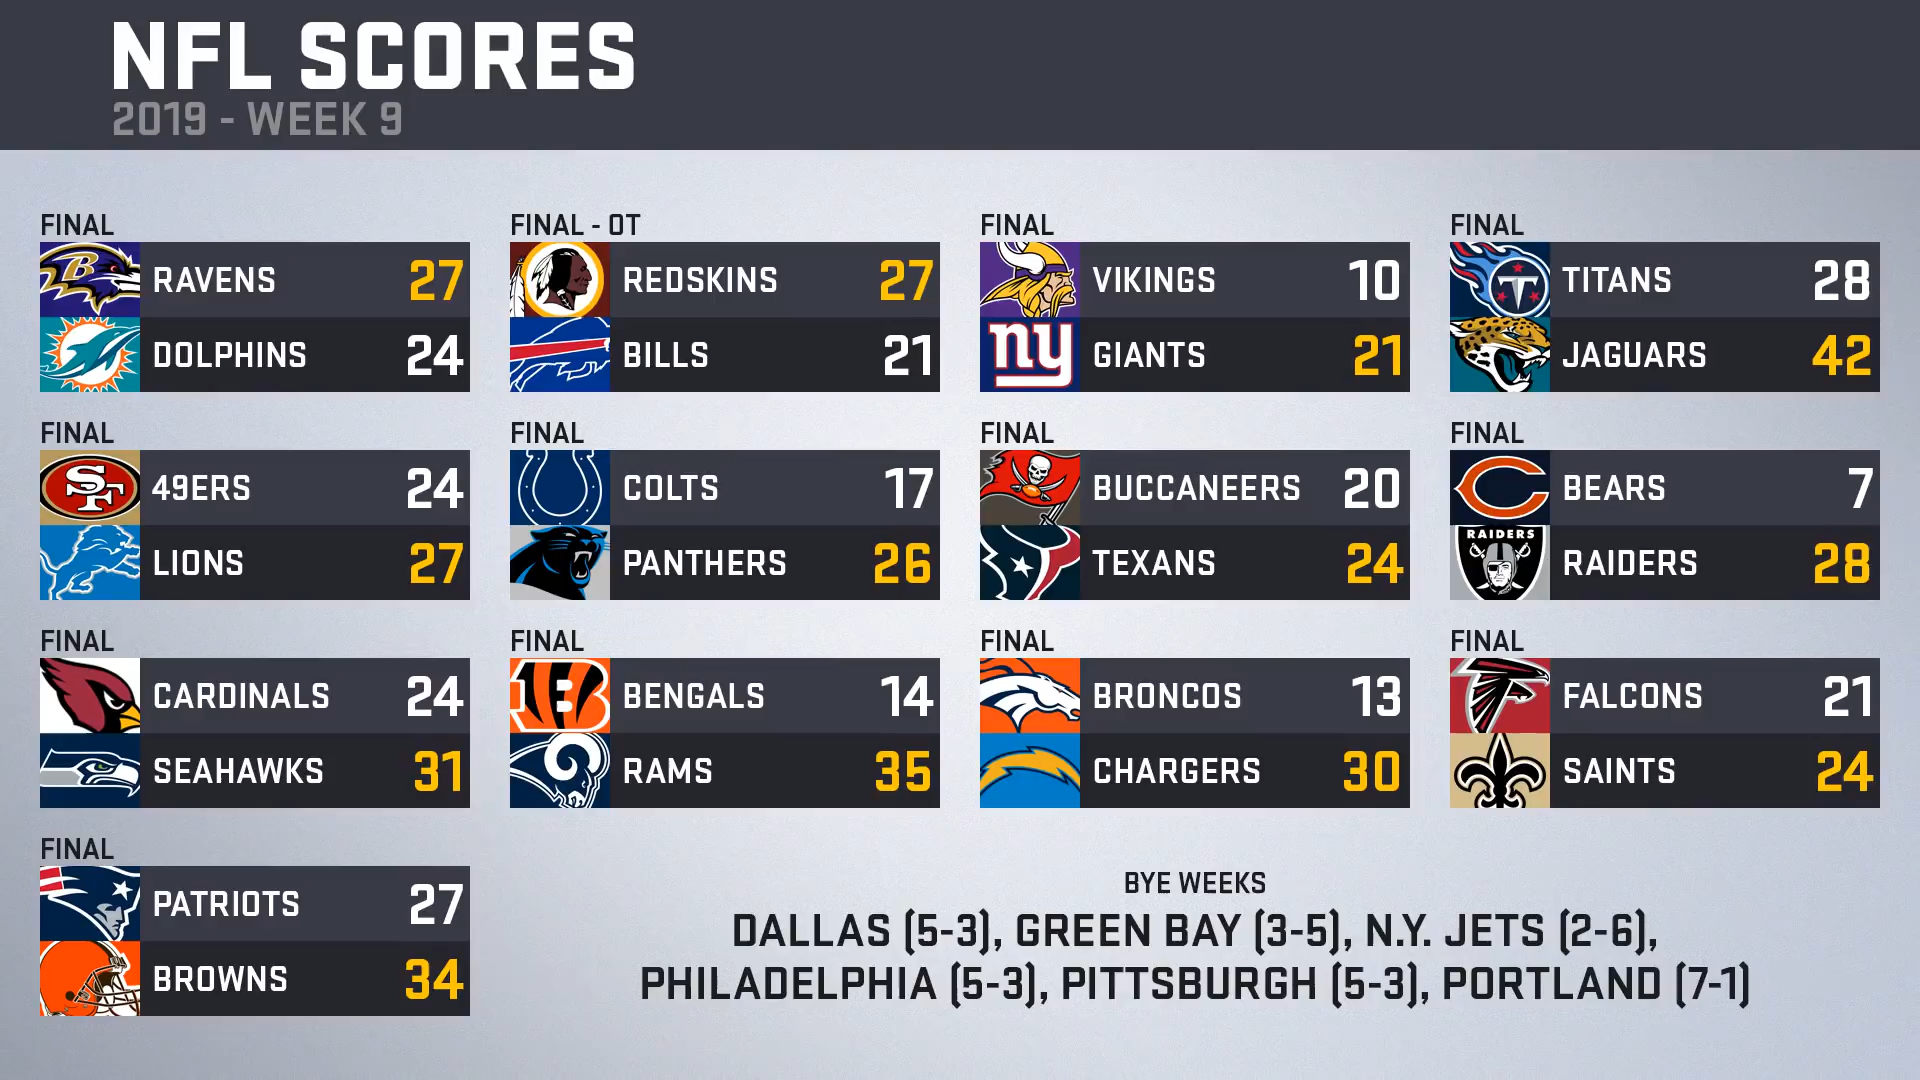 NFL SCORES
2019 - WEEK 9
FINAL
RAVENS 27
DOLPHINS 24
FINAL - OT
REDSKINS 27
BILLS 21
FINAL
VIKINGS 10
ny
GIANTS 21
FINAL
TITANS 28
JAGUARS 42
FINAL
49ERS 24
LIONS 27
FINAL
COLTS 17
PANTHERS 26
FINAL
BUCCANEERS 20
TEXANS 24
FINAL
BEARS 7
RAIDERS
RAIDERS 28
FINAL
CARDINALS 24
SEAHAWKS 31
FINAL
BENGALS 14
RAMS 35
FINAL
BRONCOS 13
CHARGERS 30
FINAL
FALCONS 21
SAINTS 24
FINAL
PATRIOTS 27
BROWNS 34
BYE WEEKS
DALLAS (5-3), GREEN BAY (3-5), N.Y. JETS (2-6),
PHILADELPHIA (5-3), PITTSBURGH (5-3), PORTLAND (7-1)